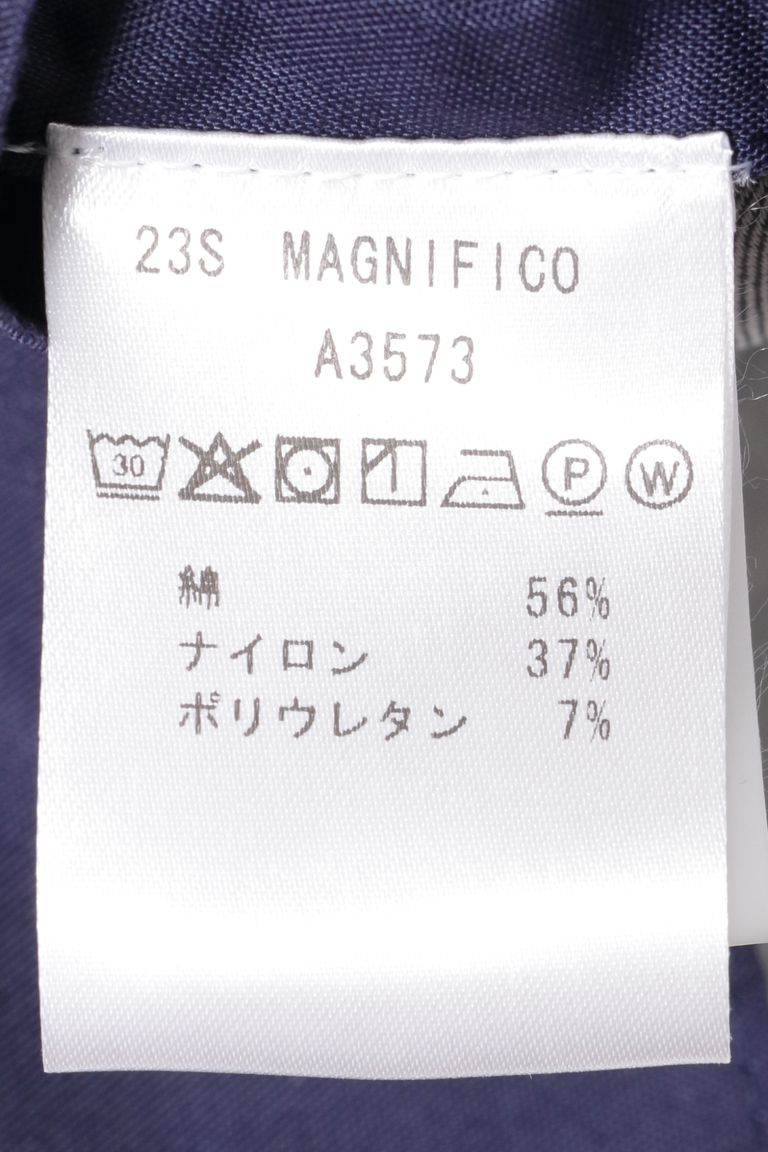 23S MAGNIFICO
A3573
30 P W
綿 56%
ナイロン 37%
ポリウレタン 7%